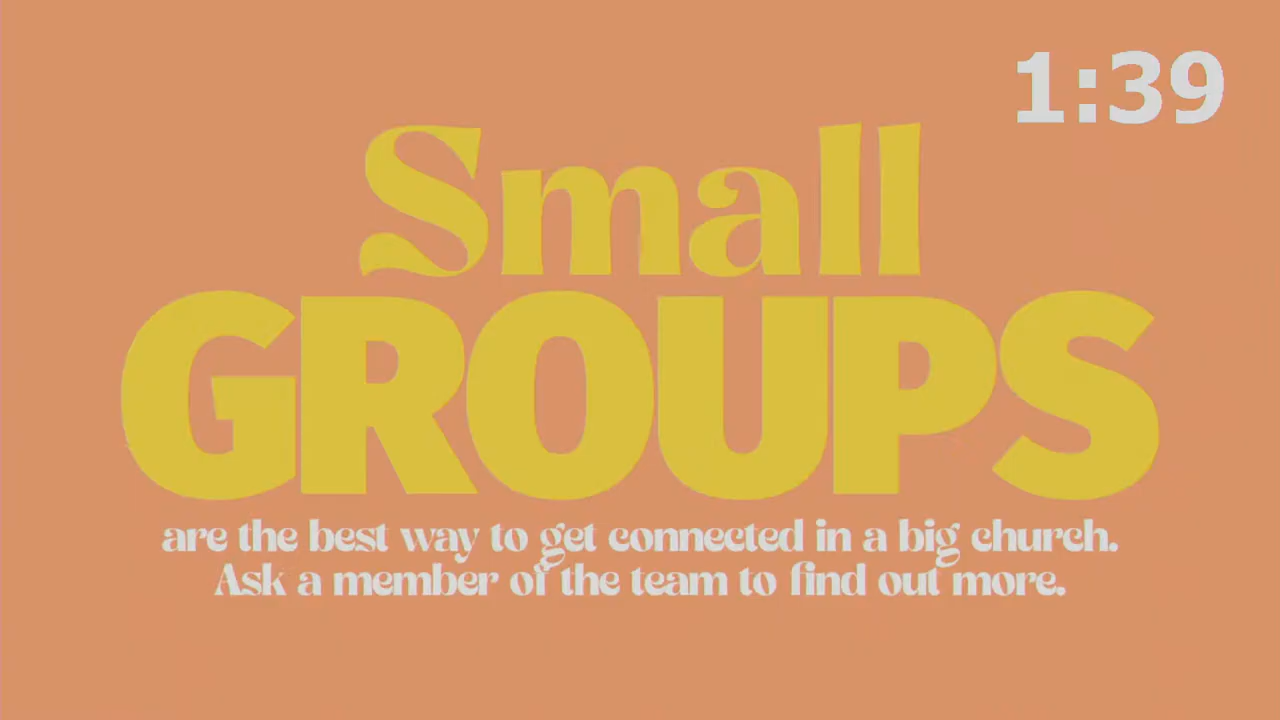 1:39
Small
GROUPS
are the best way to get connected in a big church.
Ask a member of the team to find out more.